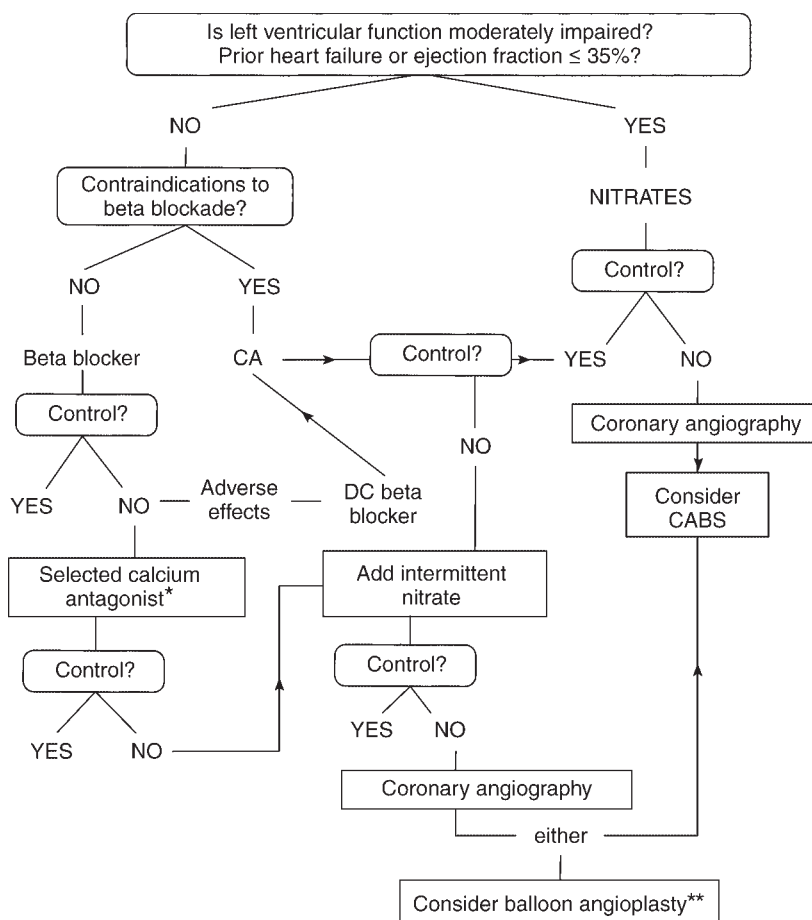 Is left ventricular function moderately impaired?
Prior heart failure or ejection fraction ≤ 35%?
NO
YES
Contraindications to
beta blockade?
NITRATES
NO
YES
Control?
Beta blocker
CA
Control?
YES
NO
Control?
NO
Coronary angiography
YES
NO
Adverse
effects
DC beta
blocker
Consider
CABS
Selected calcium
antagonist*
Add intermittent
nitrate
Control?
Control?
YES
NO
YES
NO
Coronary angiography
either
Consider balloon angioplasty**